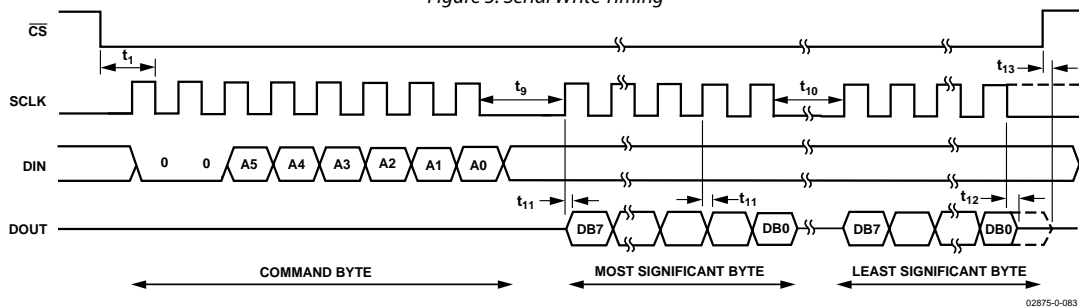 Figure 3. Serial Write Timing
CS
t1
t13
SCLK
t9
t10
DIN
0 0 A5 A4 A3 A2 A1 A0
t11
t11
t12
DOUT
DB7 DB0 DB7 DB0
COMMAND BYTE
MOST SIGNIFICANT BYTE
LEAST SIGNIFICANT BYTE
02875-0-083